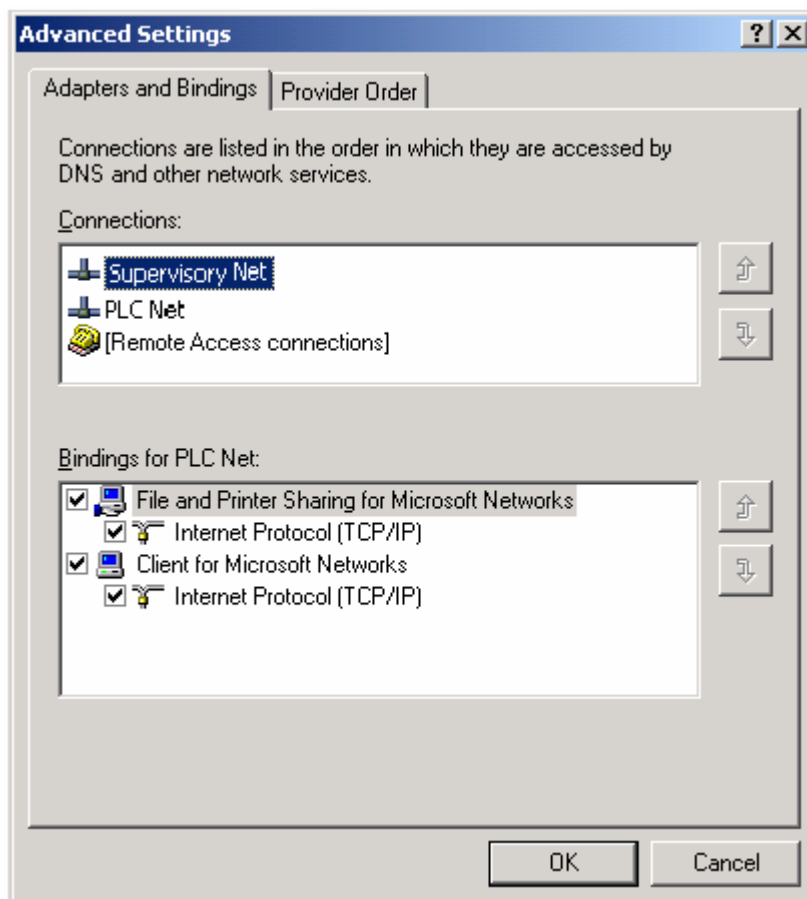 Advanced Settings
Adapters and Bindings
Provider Order
Connections are listed in the order in which they are accessed by
DNS and other network services.
Connections:
Supervisory Net
PLC Net
[Remote Access connections]
Bindings for PLC Net:
File and Printer Sharing for Microsoft Networks
Internet Protocol (TCP/IP)
Client for Microsoft Networks
Internet Protocol (TCP/IP)
OK
Cancel